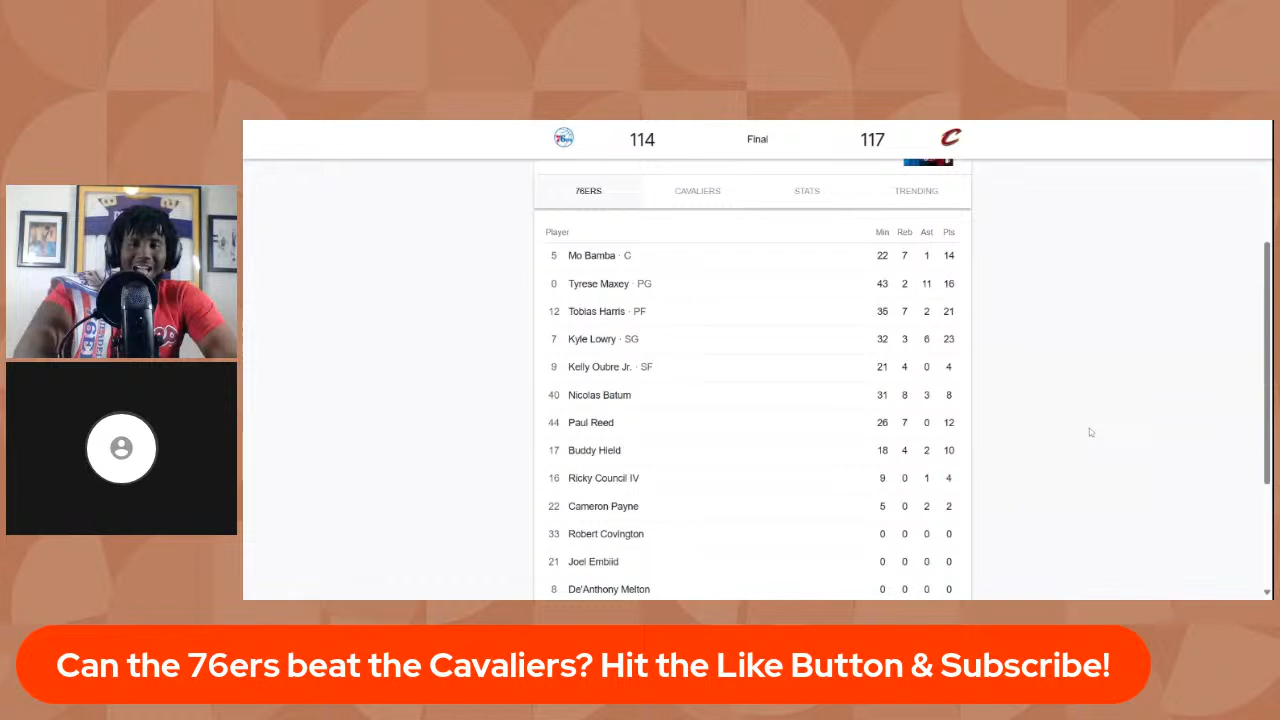 114 Final 117
76ERS CAVALIERS STATS TRENDING
Player Min Reb Ast Pts
5 Mo Bamba · C 22 7 1 14
0 Tyrese Maxey · PG 43 2 11 16
12 Tobias Harris · PF 35 7 2 21
7 Kyle Lowry · SG 32 3 6 23
9 Kelly Oubre Jr. · SF 21 4 0 4
40 Nicolas Batum 31 8 3 8
44 Paul Reed 26 7 0 12
17 Buddy Hield 18 4 2 10
16 Ricky Council IV 9 0 1 4
22 Cameron Payne 5 0 2 2
33 Robert Covington 0 0 0 0
21 Joel Embiid 0 0 0 0
8 De'Anthony Melton 0 0 0 0
Can the 76ers beat the Cavaliers? Hit the Like Button & Subscribe!